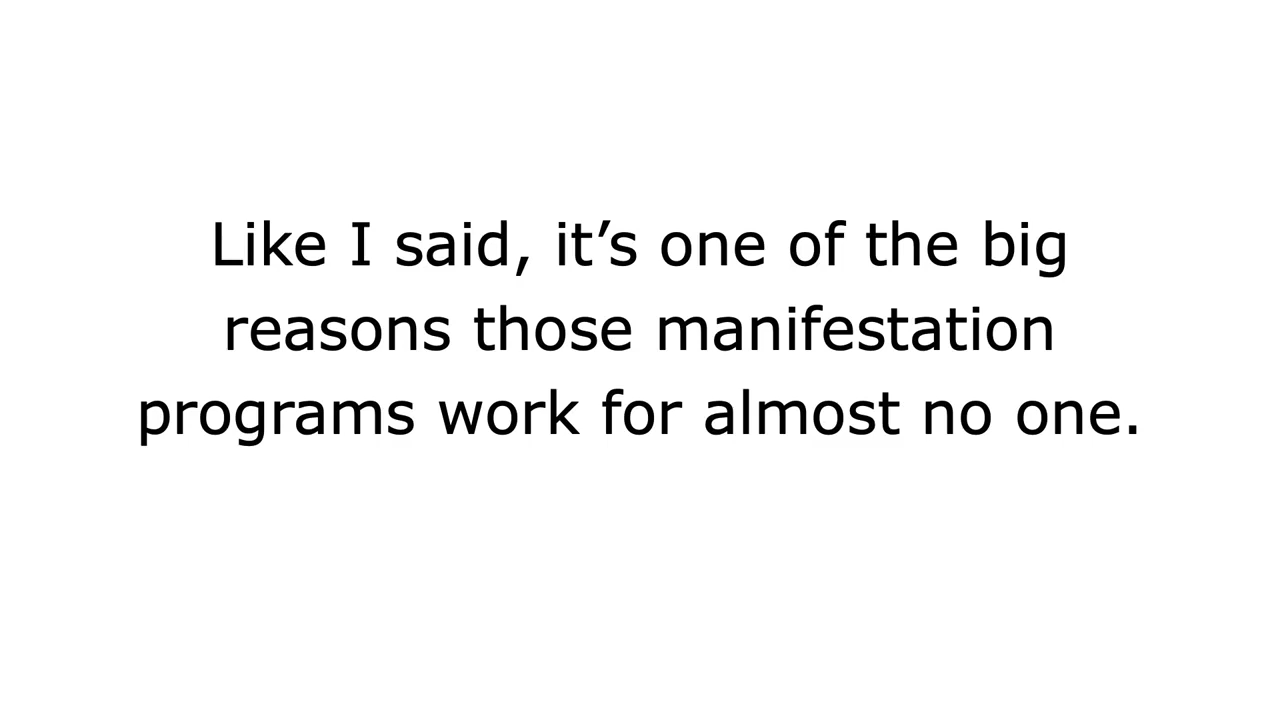 Like I said, it’s one of the big
reasons those manifestation
programs work for almost no one.